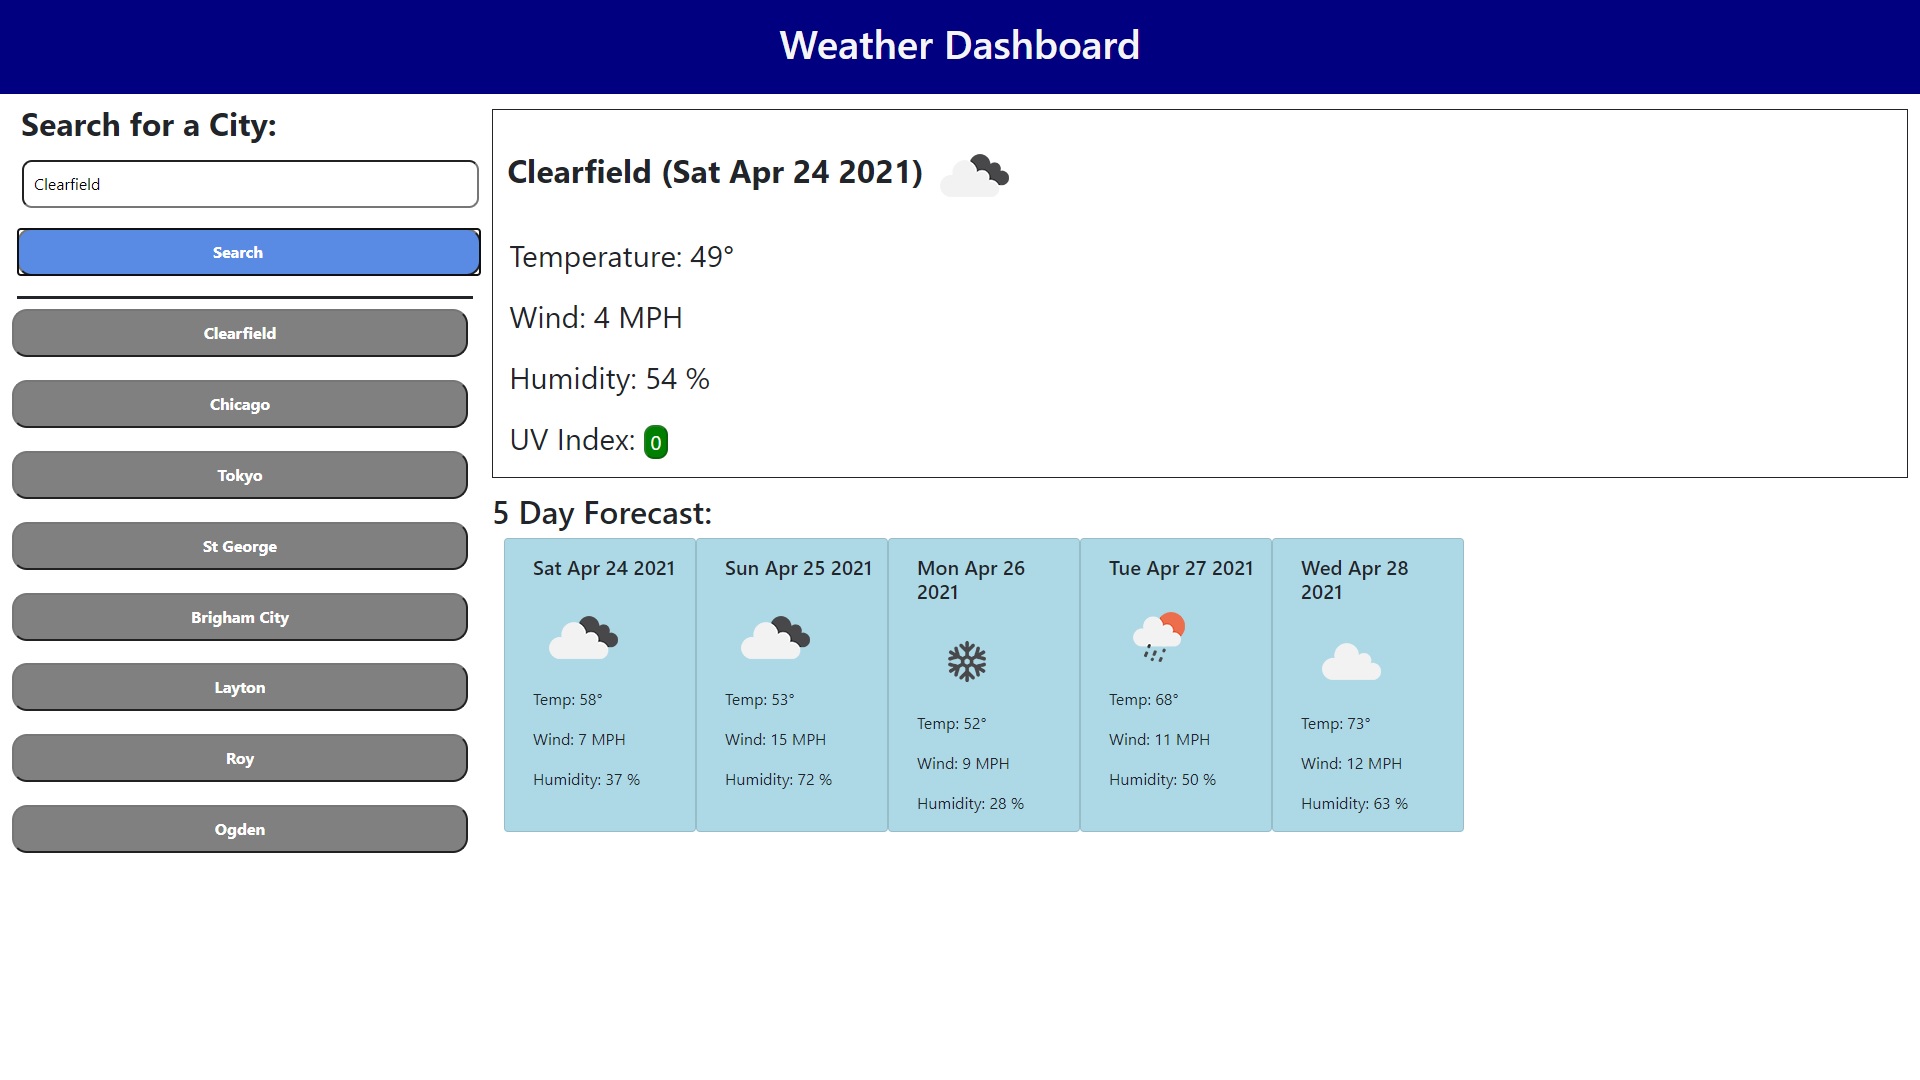 Weather Dashboard
Search for a City:
Clearfield
Search
Clearfield
Chicago
Tokyo
St George
Brigham City
Layton
Roy
Ogden
Clearfield (Sat Apr 24 2021)
Temperature: 49°
Wind: 4 MPH
Humidity: 54 %
UV Index: 0
5 Day Forecast:
Sat Apr 24 2021
Temp: 58°
Wind: 7 MPH
Humidity: 37 %
Sun Apr 25 2021
Temp: 53°
Wind: 15 MPH
Humidity: 72 %
Mon Apr 26
2021
Temp: 52°
Wind: 9 MPH
Humidity: 28 %
Tue Apr 27 2021
Temp: 68°
Wind: 11 MPH
Humidity: 50 %
Wed Apr 28
2021
Temp: 73°
Wind: 12 MPH
Humidity: 63 %